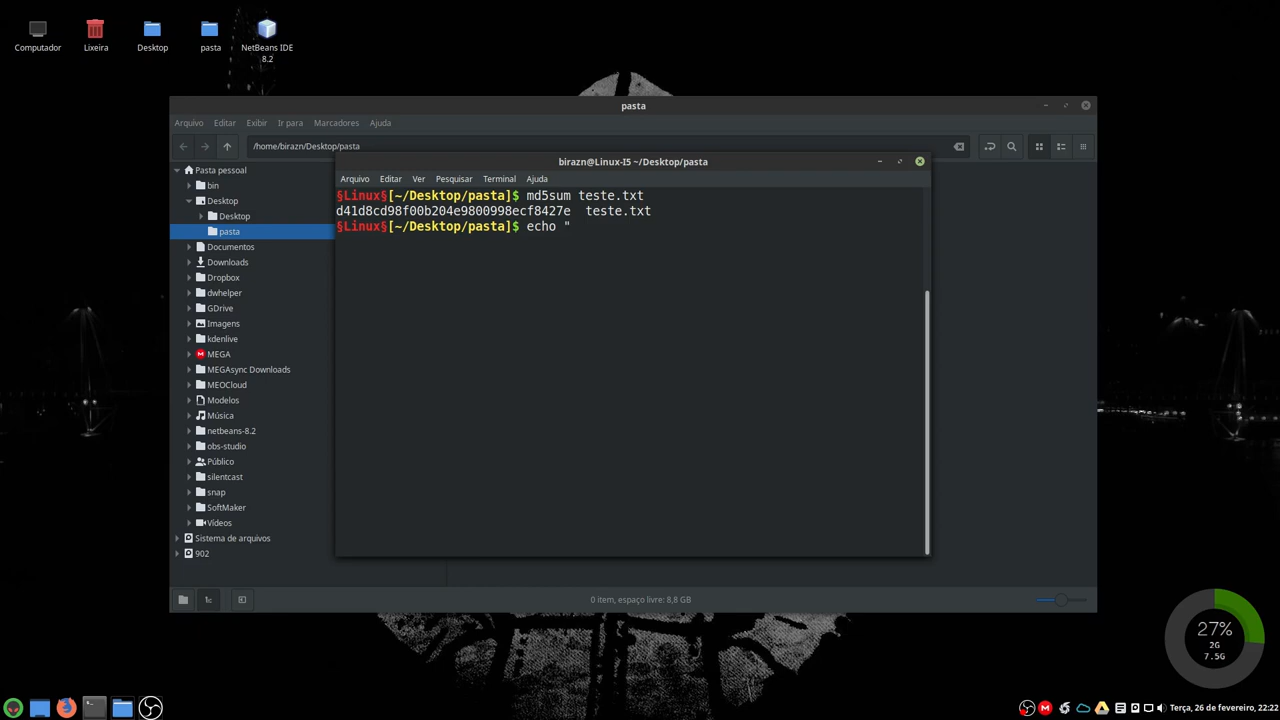 Computador
Lixeira
Desktop
pasta
NetBeans IDE
8.2
pasta
Arquivo Editar Exibir Ir para Marcadores Ajuda
/home/birazn/Desktop/pasta
Pasta pessoal
bin
Desktop
Desktop
pasta
Documentos
Downloads
Dropbox
dwhelper
GDrive
Imagens
kdenlive
MEGA
MEGAsync Downloads
MEOCloud
Modelos
Música
netbeans-8.2
obs-studio
Público
silentcast
snap
SoftMaker
Vídeos
Sistema de arquivos
902
birazn@Linux-I5 ~/Desktop/pasta
Arquivo Editar Ver Pesquisar Terminal Ajuda
§Linux§[~/Desktop/pasta]$ md5sum teste.txt
d41d8cd98f00b204e9800998ecf8427e  teste.txt
§Linux§[~/Desktop/pasta]$ echo "
0 item, espaço livre: 8,8 GB
27%
2G
7.5G
Terça, 26 de fevereiro, 22:22